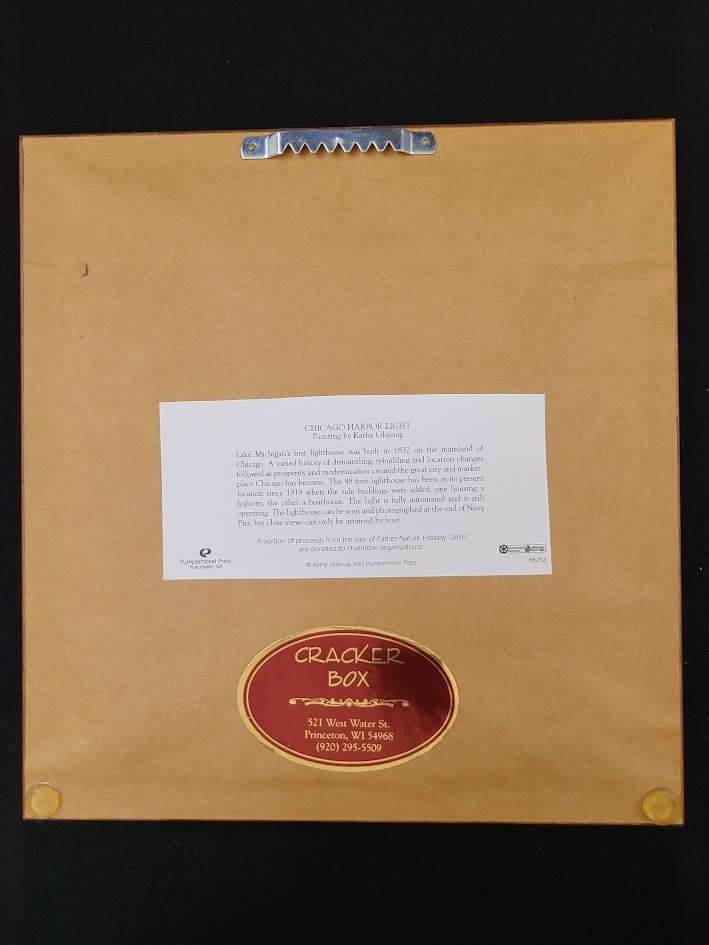 CHICAGO HARBOR LIGHT
Painting by Kathy Glasnap
Lake Michigan's first lighthouse was built in 1832 on the mainland of
Chicago. A varied history of dismantling, rebuilding and location changes
followed as prosperity and modernization created the great city and market-
place Chicago has become. The 48 foot lighthouse has been in its present
location since 1919 when the side buildings were added, one housing a
foghorn, the other a boathouse. The light is fully automated and is still
operating. The lighthouse can be seen and photographed at the end of Navy
Pier, but close views can only be attained by boat.
A portion of proceeds from the sale of Father Nature Holiday Cards
are donated to charitable organizations.
Pumpernickel Press
Purcellville, VA
© Kathy Glasnap and Pumpernickel Press
98256
CRACKER
BOX
521 West Water St.
Princeton, WI 54968
(920) 295-5509